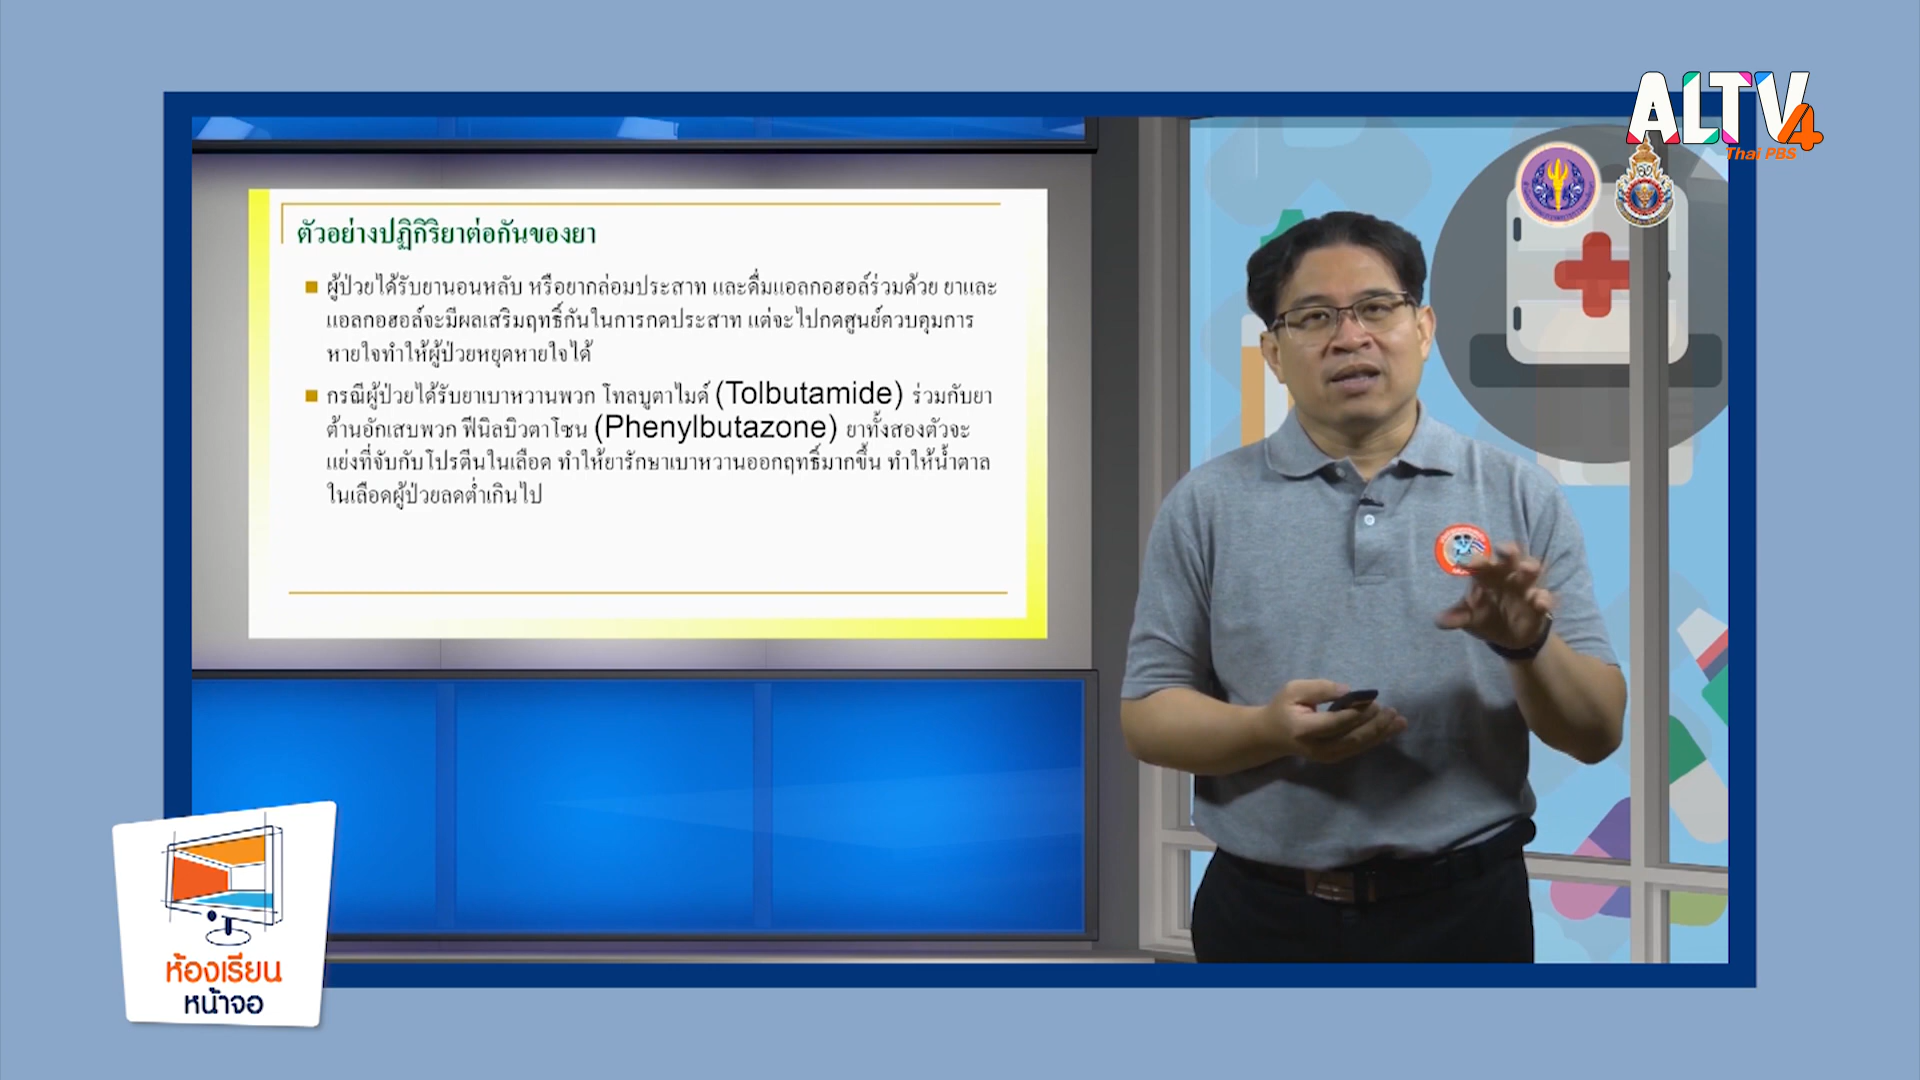 ALTV4
Thai PBS
ตัวอย่างปฏิกิริยาต่อกันของยา
ผู้ป่วยได้รับยานอนหลับ หรือยากล่อมประสาท และดื่มแอลกอฮอล์ร่วมด้วย ยาและ
แอลกอฮอล์จะมีผลเสริมฤทธิ์กันในการกดประสาท แต่จะไปกดศูนย์ควบคุมการ
หายใจทำให้ผู้ป่วยหยุดหายใจได้
กรณีผู้ป่วยได้รับยาเบาหวานพวก โทลบูตาไมด์ (Tolbutamide) ร่วมกับยา
ต้านอักเสบพวก ฟีนิลบิวตาโซน (Phenylbutazone) ยาทั้งสองตัวจะ
แย่งที่จับกับโปรตีนในเลือด ทำให้ยารักษาเบาหวานออกฤทธิ์มากขึ้น ทำให้น้ำตาล
ในเลือดผู้ป่วยลดต่ำเกินไป
ห้องเรียน
หน้าจอ